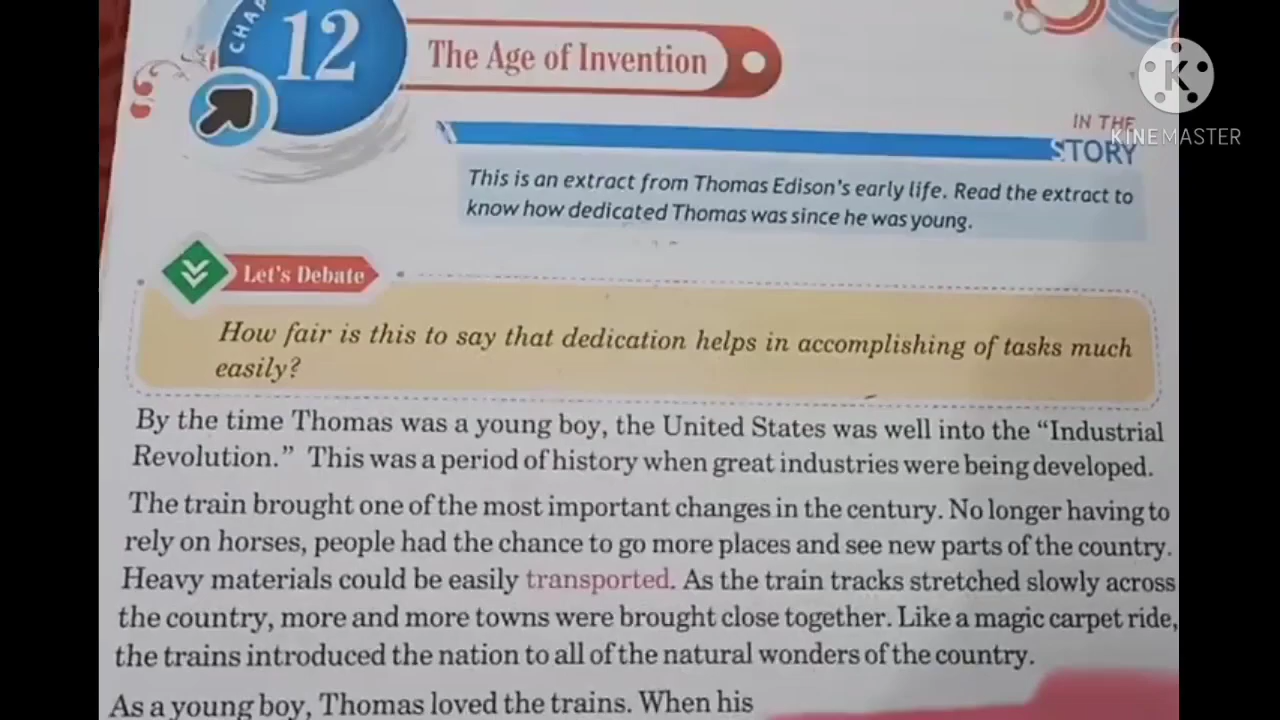 CHAP
12
The Age of Invention
K
KINEMASTER
IN THE
STORY
This is an extract from Thomas Edison's early life. Read the extract to
know how dedicated Thomas was since he was young.
Let's Debate
How fair is this to say that dedication helps in accomplishing of tasks much
easily?
By the time Thomas was a young boy, the United States was well into the “Industrial
Revolution.” This was a period of history when great industries were being developed.
The train brought one of the most important changes in the century. No longer having to
rely on horses, people had the chance to go more places and see new parts of the country.
Heavy materials could be easily transported. As the train tracks stretched slowly across
the country, more and more towns were brought close together. Like a magic carpet ride,
the trains introduced the nation to all of the natural wonders of the country.
As a young boy, Thomas loved the trains. When his